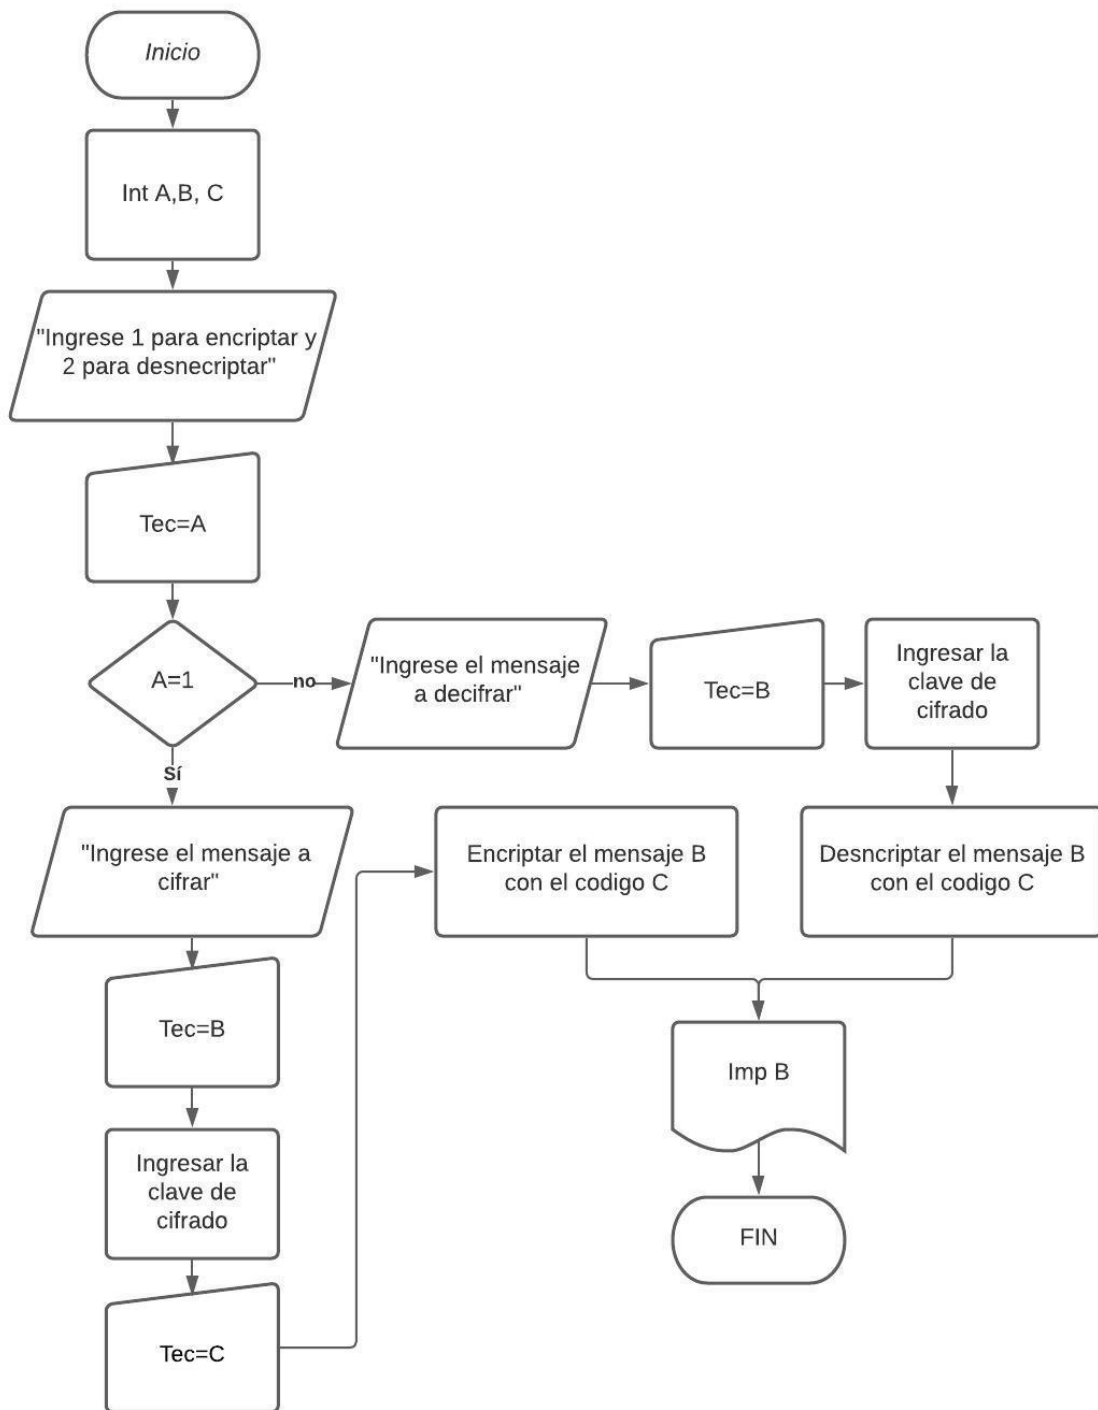 Inicio
Int A,B, C
"Ingrese 1 para encriptar y
2 para desnecriptar"
Tec=A
A=1
no
"Ingrese el mensaje
a decifrar"
Tec=B
Ingresar la
clave de
cifrado
Sí
"Ingrese el mensaje a
cifrar"
Encriptar el mensaje B
con el codigo C
Desncriptar el mensaje B
con el codigo C
Tec=B
Imp B
Ingresar la
clave de
cifrado
FIN
Tec=C